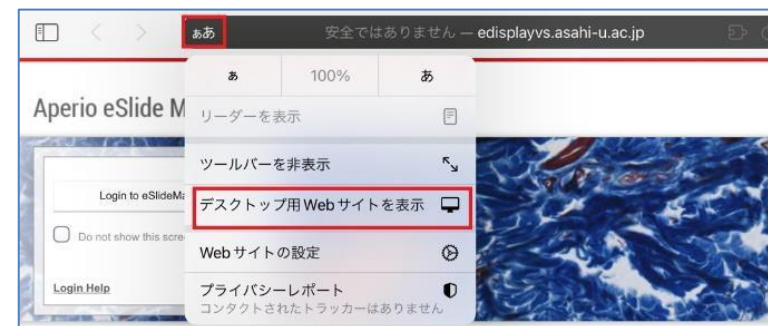 ぁあ 安全ではありません — edisplayvs.asahi-u.ac.jp
Aperio eSlide M
あ 100% あ
リーダーを表示
ツールバーを非表示
デスクトップ用Webサイトを表示
Webサイトの設定
プライバシーレポート
コンタクトされたトラッカーはありません
Login to eSlideMa
Do not show this scree
Login Help